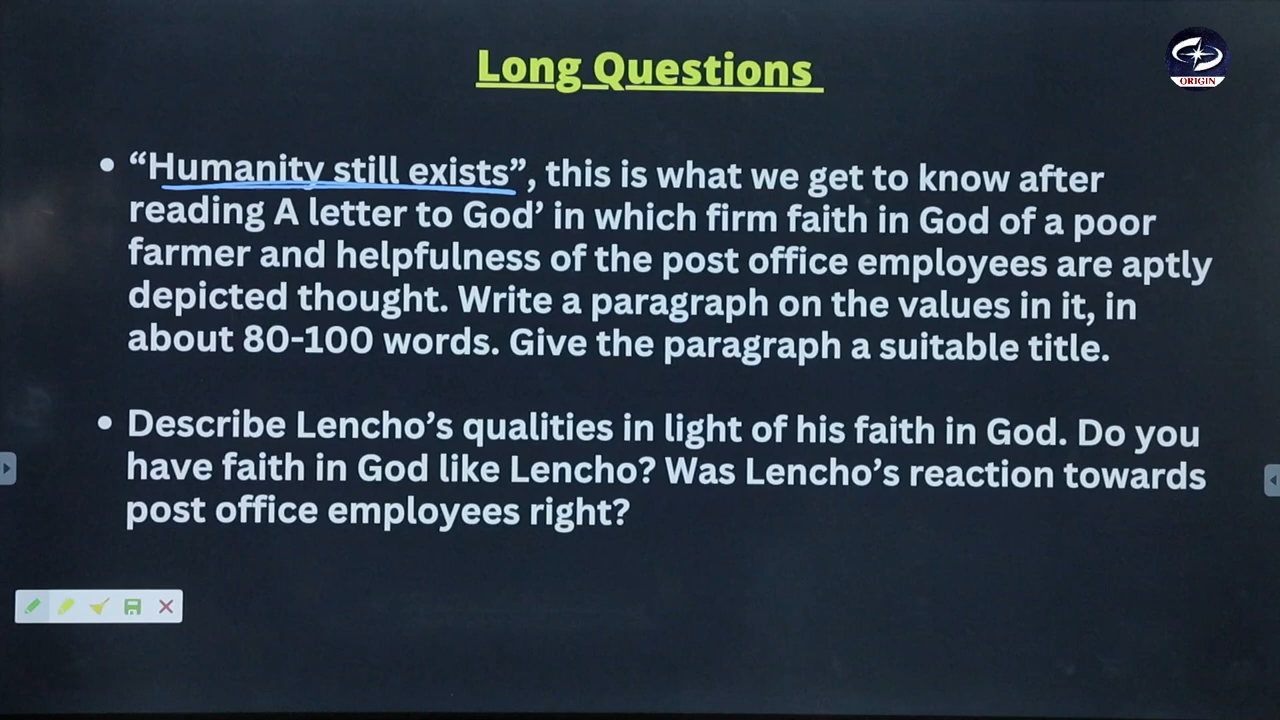 Long Questions
ORIGIN
• “Humanity still exists”, this is what we get to know after
reading A letter to God’ in which firm faith in God of a poor
farmer and helpfulness of the post office employees are aptly
depicted thought. Write a paragraph on the values in it, in
about 80-100 words. Give the paragraph a suitable title.
• Describe Lencho’s qualities in light of his faith in God. Do you
have faith in God like Lencho? Was Lencho’s reaction towards
post office employees right?